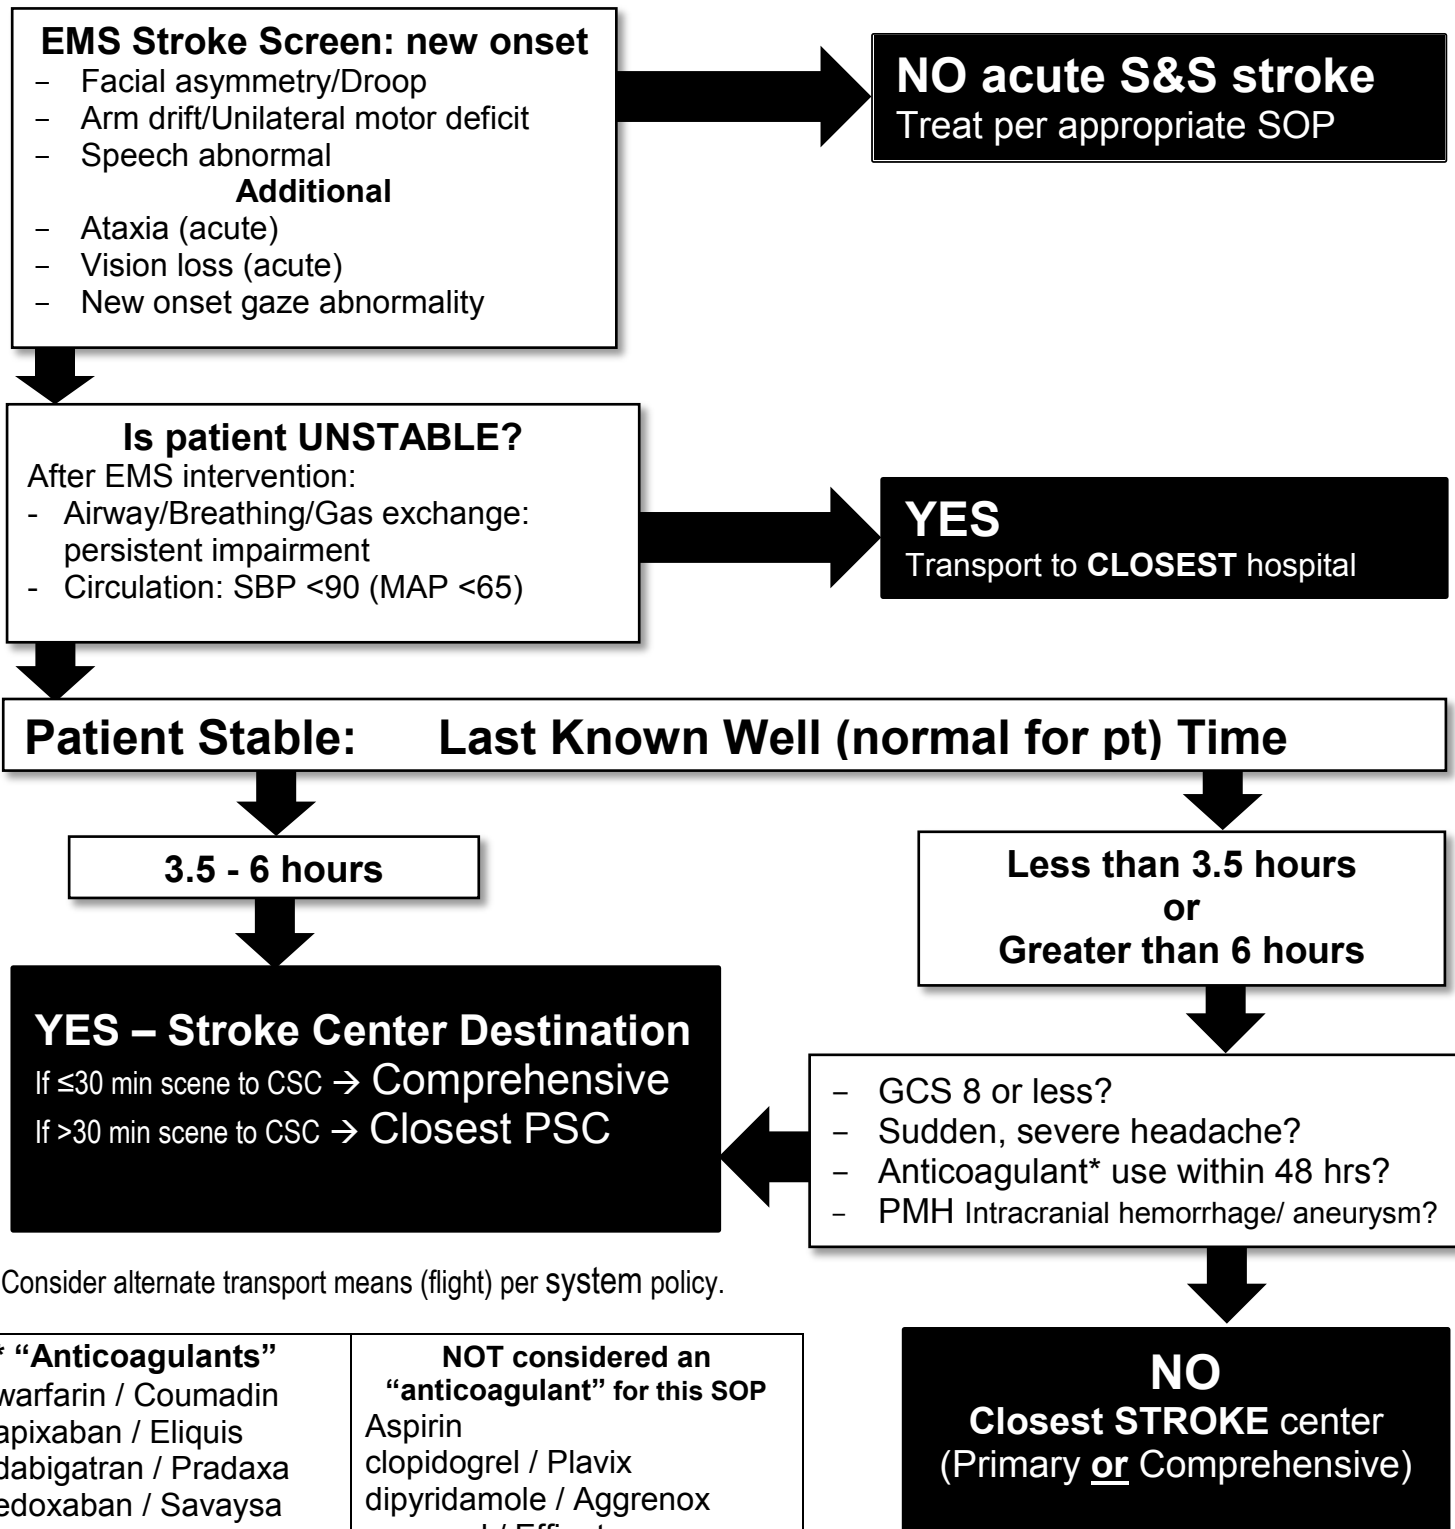 EMS Stroke Screen: new onset
- Facial asymmetry/Droop
- Arm drift/Unilateral motor deficit
- Speech abnormal
Additional
- Ataxia (acute)
- Vision loss (acute)
- New onset gaze abnormality
NO acute S&S stroke
Treat per appropriate SOP
Is patient UNSTABLE?
After EMS intervention:
- Airway/Breathing/Gas exchange:
persistent impairment
- Circulation: SBP <90 (MAP <65)
YES
Transport to CLOSEST hospital
Patient Stable: Last Known Well (normal for pt) Time
3.5 - 6 hours
Less than 3.5 hours
or
Greater than 6 hours
YES – Stroke Center Destination
If ≤30 min scene to CSC → Comprehensive
If >30 min scene to CSC → Closest PSC
- GCS 8 or less?
- Sudden, severe headache?
- Anticoagulant* use within 48 hrs?
- PMH Intracranial hemorrhage/ aneurysm?
Consider alternate transport means (flight) per system policy.
* “Anticoagulants”
warfarin / Coumadin
apixaban / Eliquis
dabigatran / Pradaxa
edoxaban / Savaysa
NOT considered an
“anticoagulant” for this SOP
Aspirin
clopidogrel / Plavix
dipyridamole / Aggrenox
NO
Closest STROKE center
(Primary or Comprehensive)